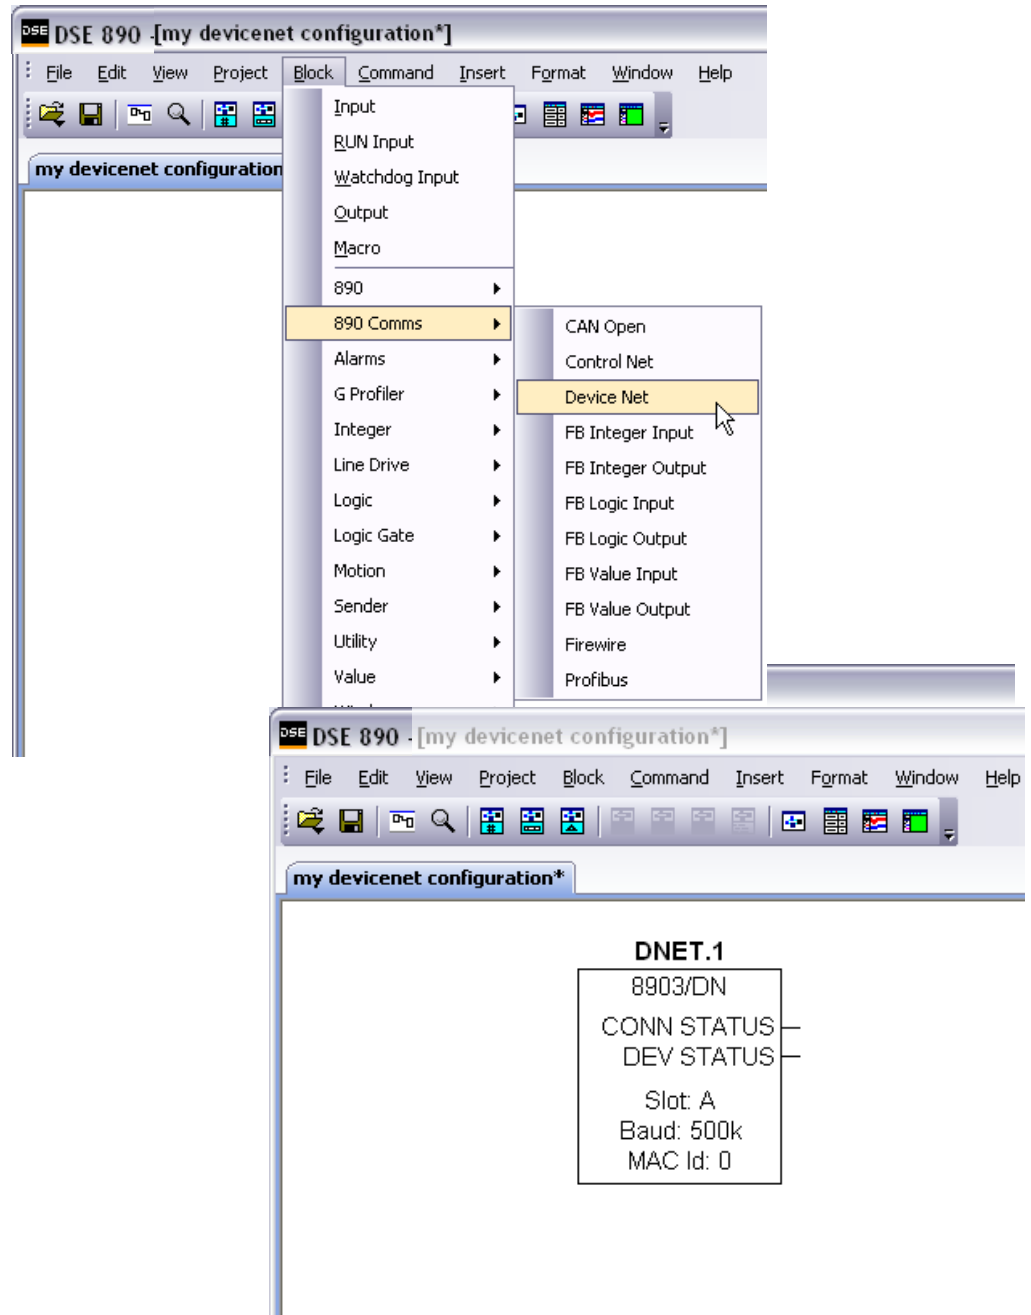 DSE DSE 890 - [my devicenet configuration*]
File Edit View Project Block Command Insert Format Window Help
my devicenet configuration
Input
RUN Input
Watchdog Input
Output
Macro
890
890 Comms
Alarms
G Profiler
Integer
Line Drive
Logic
Logic Gate
Motion
Sender
Utility
Value
CAN Open
Control Net
Device Net
FB Integer Input
FB Integer Output
FB Logic Input
FB Logic Output
FB Value Input
FB Value Output
Firewire
Profibus
DSE DSE 890 - [my devicenet configuration*]
File Edit View Project Block Command Insert Format Window Help
my devicenet configuration*
DNET.1
8903/DN
CONN STATUS
DEV STATUS
Slot: A
Baud: 500k
MAC Id: 0